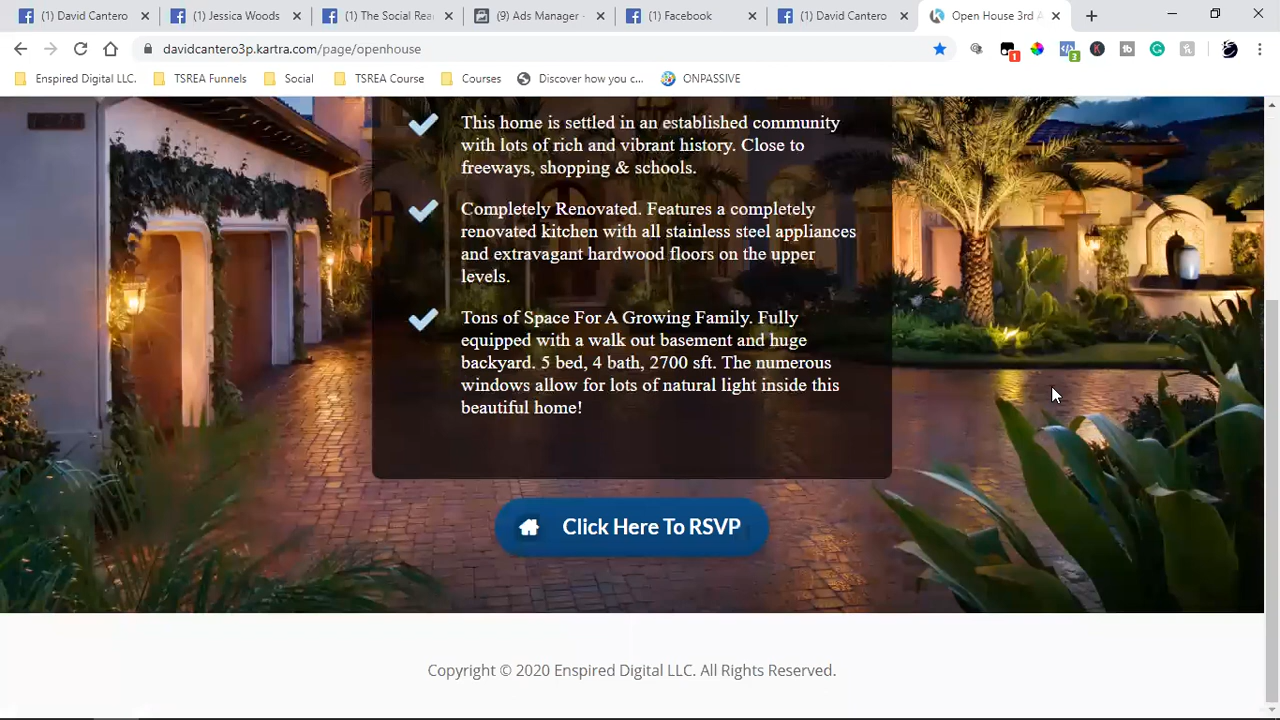 (1) David Cantero
(1) Jessica Woods
(1) The Social Rea
(9) Ads Manager -
(1) Facebook
(1) David Cantero
Open House 3rd
davidcantero3p.kartra.com/page/openhouse
1
3
Enspired Digital LLC.
TSREA Funnels
Social
TSREA Course
Courses
Discover how you c...
ONPASSIVE
This home is settled in an established community
with lots of rich and vibrant history. Close to
freeways, shopping & schools.
Completely Renovated. Features a completely
renovated kitchen with all stainless steel appliances
and extravagant hardwood floors on the upper
levels.
Tons of Space For A Growing Family. Fully
equipped with a walk out basement and huge
backyard. 5 bed, 4 bath, 2700 sft. The numerous
windows allow for lots of natural light inside this
beautiful home!
Click Here To RSVP
Copyright © 2020 Enspired Digital LLC. All Rights Reserved.